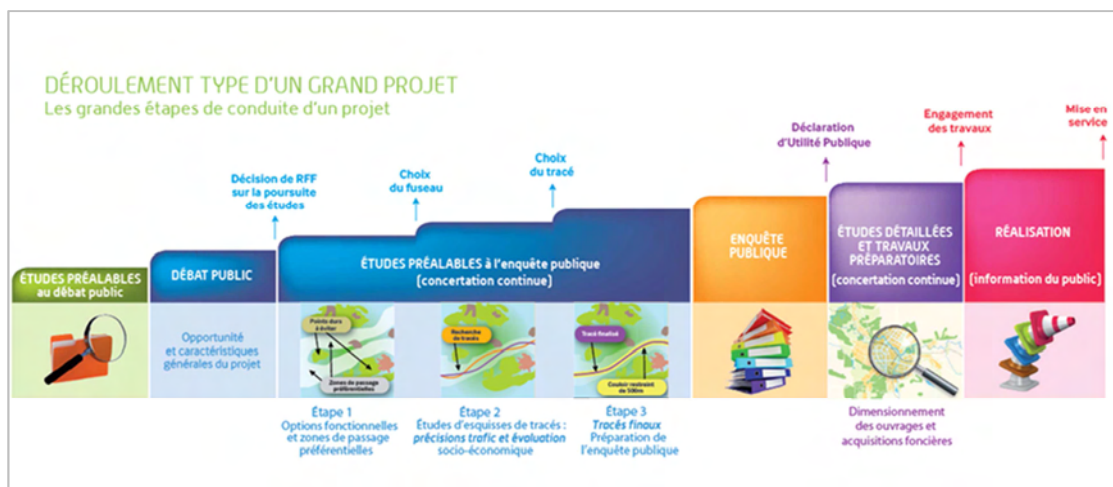 DÉROULEMENT TYPE D'UN GRAND PROJET
Les grandes étapes de conduite d'un projet
Décision de RFF
sur la poursuite
des études
Choix
du fuseau
Choix
du tracé
Déclaration
d'Utilité Publique
Engagement
des travaux
Mise en
service
ÉTUDES PRÉALABLES
au débat public
DÉBAT PUBLIC
ÉTUDES PRÉALABLES à l'enquête publique
(concertation continue)
ENQUÊTE
PUBLIQUE
ÉTUDES DÉTAILLÉES
ET TRAVAUX
PRÉPARATOIRES
(concertation continue)
RÉALISATION
(information du public)
Opportunité
et caractéristiques
générales du projet
Points durs
à éviter
Zones de passage
préférentielles
Recherche
de tracés
Tracé finalisé
Couloir restreint
de 500m
Étape 1
Options fonctionnelles
et zones de passage
préférentielles
Étape 2
Études d'esquisses de tracés :
précisions trafic et évaluation
socio-économique
Étape 3
Tracés finaux
Préparation de
l'enquête publique
Dimensionnement
des ouvrages et
acquisitions foncières